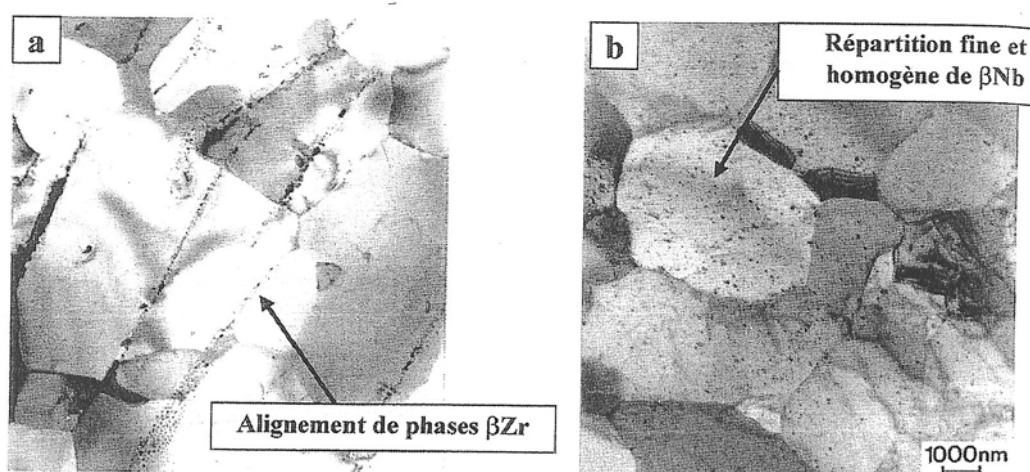 a
b
Répartition fine et
homogène de βNb
Alignement de phases βZr
1000nm